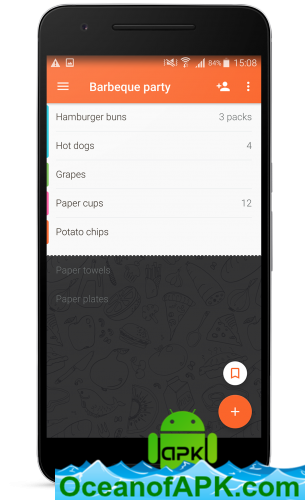 84% 15:08
Barbeque party
Hamburger buns 3 packs
Hot dogs 4
Grapes
Paper cups 12
Potato chips
Paper towels
Paper plates
APK
OceanofAPK.com